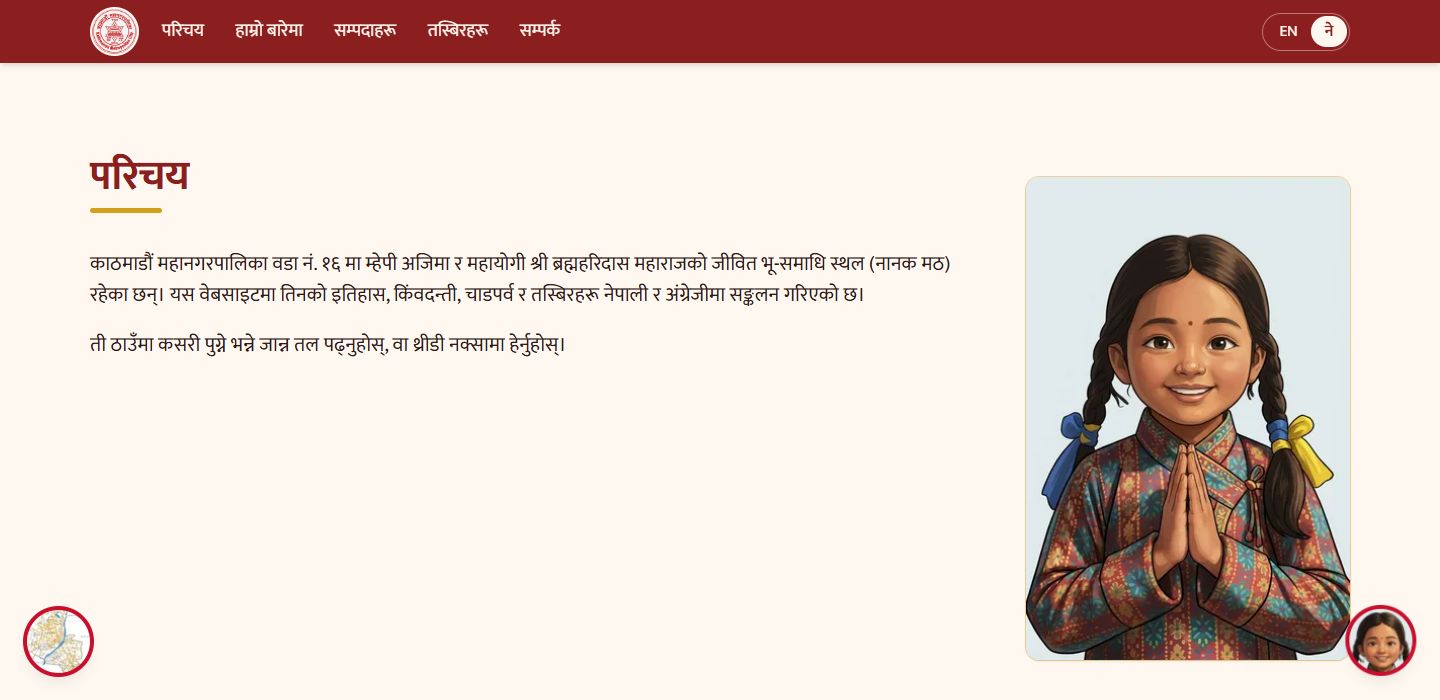 परिचय
हाम्रो बारेमा
सम्पदाहरू
तस्बिरहरू
सम्पर्क
EN
ने
परिचय
काठमाडौं महानगरपालिका वडा नं. १६ मा म्हेपी अजिमा र महायोगी श्री ब्रह्महरिदास महाराजको जीवित भू-समाधि स्थल (नानक मठ)
रहेका छन्। यस वेबसाइटमा तिनको इतिहास, किंवदन्ती, चाडपर्व र तस्बिरहरू नेपाली र अंग्रेजीमा सङ्कलन गरिएको छ।
ती ठाउँमा कसरी पुग्ने भन्ने जान्न तल पढ्नुहोस्, वा थ्रीडी नक्सामा हेर्नुहोस्।